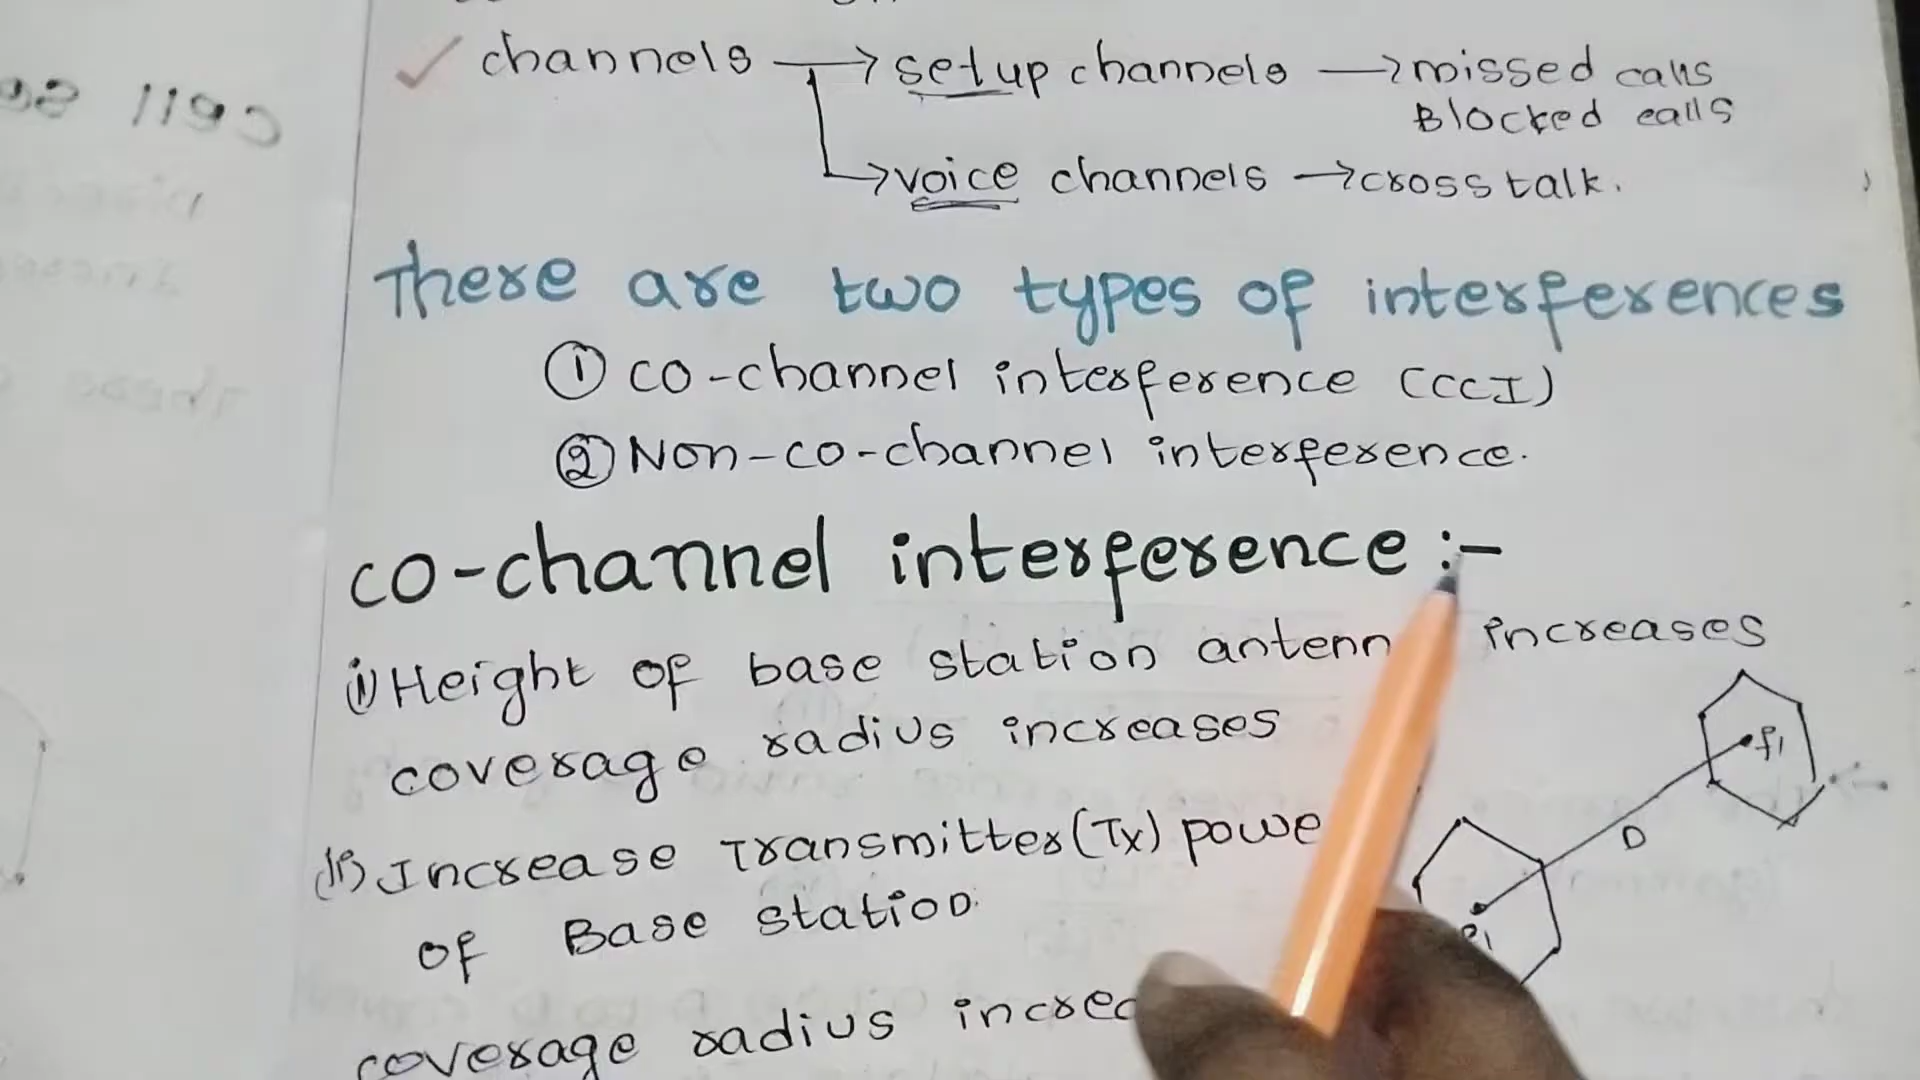 ✓ channels → setup channels → missed calls
Blocked calls
→ voice channels → cross talk.
There are two types of interferences
① co-channel interference (CCI)
② Non-co-channel interference.
co-channel interference :-
(i) Height of base station antenn increases
coverage radius increases
f1
D
(ii) Increase Transmitter (Tx) powe
of Base station
coverage radius increa
cell